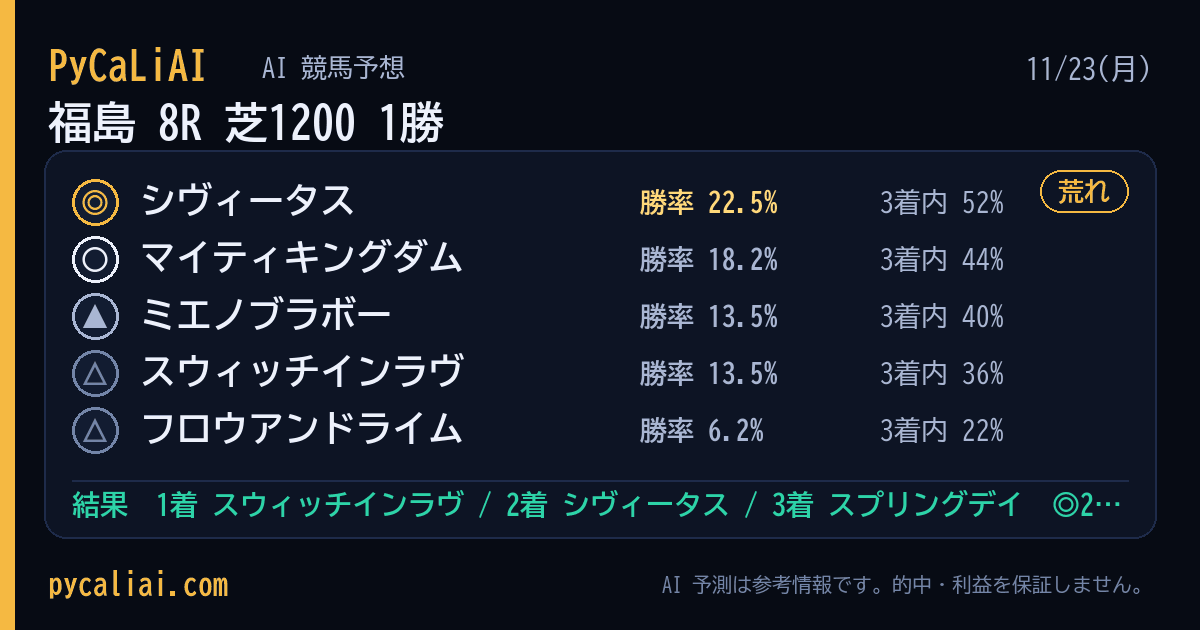 PyCaLiAI AI 競馬予想 11/23(月)
福島 8R 芝1200 1勝
◎ シヴィータス 勝率 22.5% 3着内 52% 荒れ
○ マイティキングダム 勝率 18.2% 3着内 44%
▲ ミエノブラボー 勝率 13.5% 3着内 40%
△ スウィッチインラヴ 勝率 13.5% 3着内 36%
△ フロウアンドライム 勝率 6.2% 3着内 22%
結果 1着 スウィッチインラヴ / 2着 シヴィータス / 3着 スプリングデイ ◎2…
pycaliai.com AI 予測は参考情報です。的中・利益を保証しません。